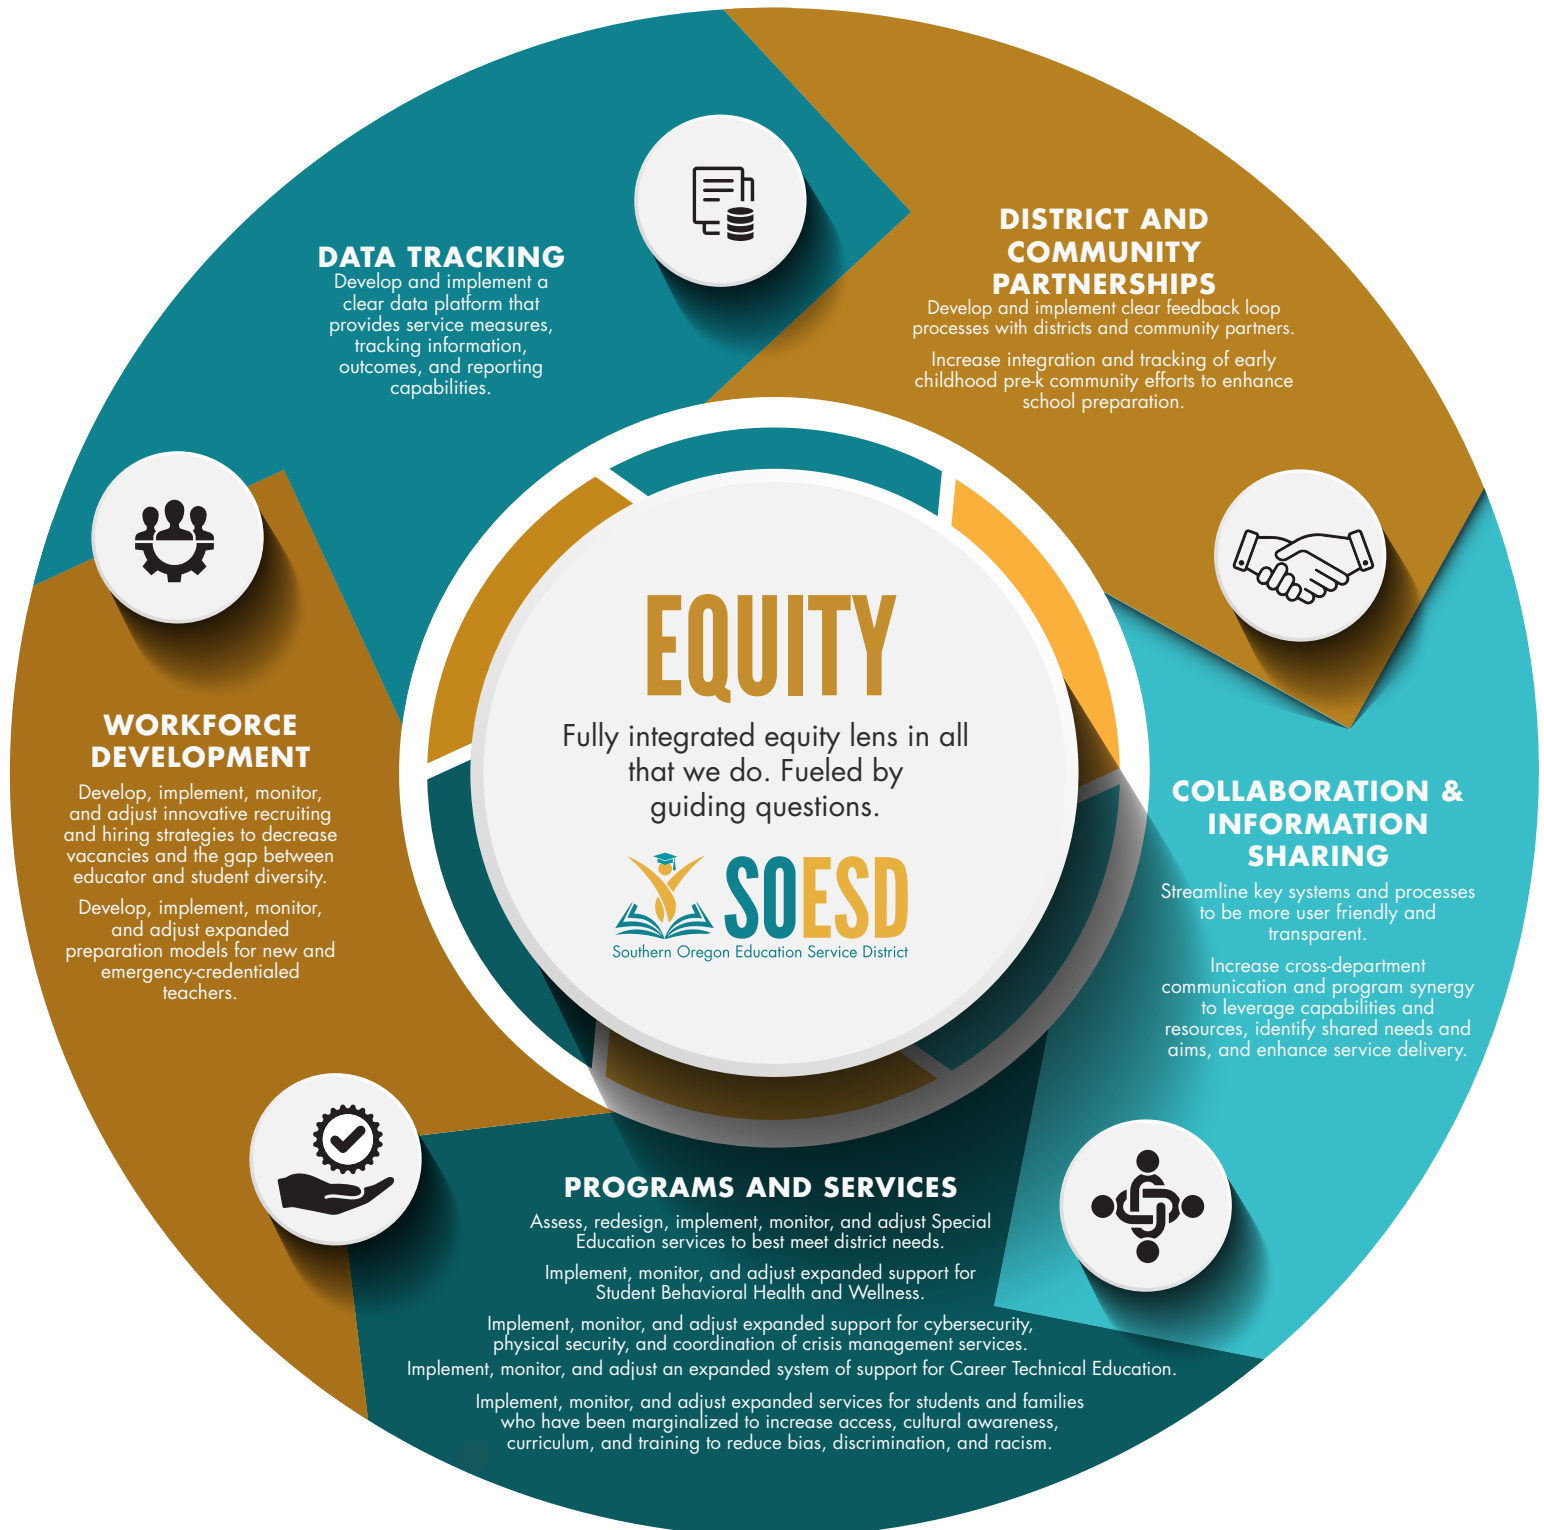 DATA TRACKING
Develop and implement a
clear data platform that
provides service measures,
tracking information,
outcomes, and reporting
capabilities.
DISTRICT AND
COMMUNITY
PARTNERSHIPS
Develop and implement clear feedback loop
processes with districts and community partners.
Increase integration and tracking of early
childhood pre-k community efforts to enhance
school preparation.
EQUITY
Fully integrated equity lens in all
that we do. Fueled by
guiding questions.
SOESD
Southern Oregon Education Service District
WORKFORCE
DEVELOPMENT
Develop, implement, monitor,
and adjust innovative recruiting
and hiring strategies to decrease
vacancies and the gap between
educator and student diversity.
Develop, implement, monitor,
and adjust expanded
preparation models for new and
emergency-credentialed
teachers.
COLLABORATION &
INFORMATION
SHARING
Streamline key systems and processes
to be more user friendly and
transparent.
Increase cross-department
communication and program synergy
to leverage capabilities and
resources, identify shared needs and
aims, and enhance service delivery.
PROGRAMS AND SERVICES
Assess, redesign, implement, monitor, and adjust Special
Education services to best meet district needs.
Implement, monitor, and adjust expanded support for
Student Behavioral Health and Wellness.
Implement, monitor, and adjust expanded support for cybersecurity,
physical security, and coordination of crisis management services.
Implement, monitor, and adjust an expanded system of support for Career Technical Education.
Implement, monitor, and adjust expanded services for students and families
who have been marginalized to increase access, cultural awareness,
curriculum, and training to reduce bias, discrimination, and racism.